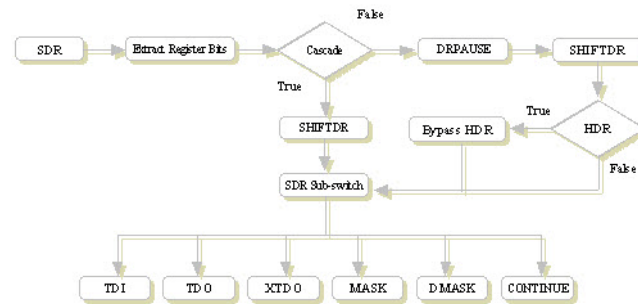 False
SDR
Extract Register Bits
Cascade
DRPAUSE
SHIFTDR
True
SHIFTDR
True
Bypass HDR
HDR
False
SDR Sub-switch
TDI
TDO
XTDO
MASK
DMASK
CONTINUE